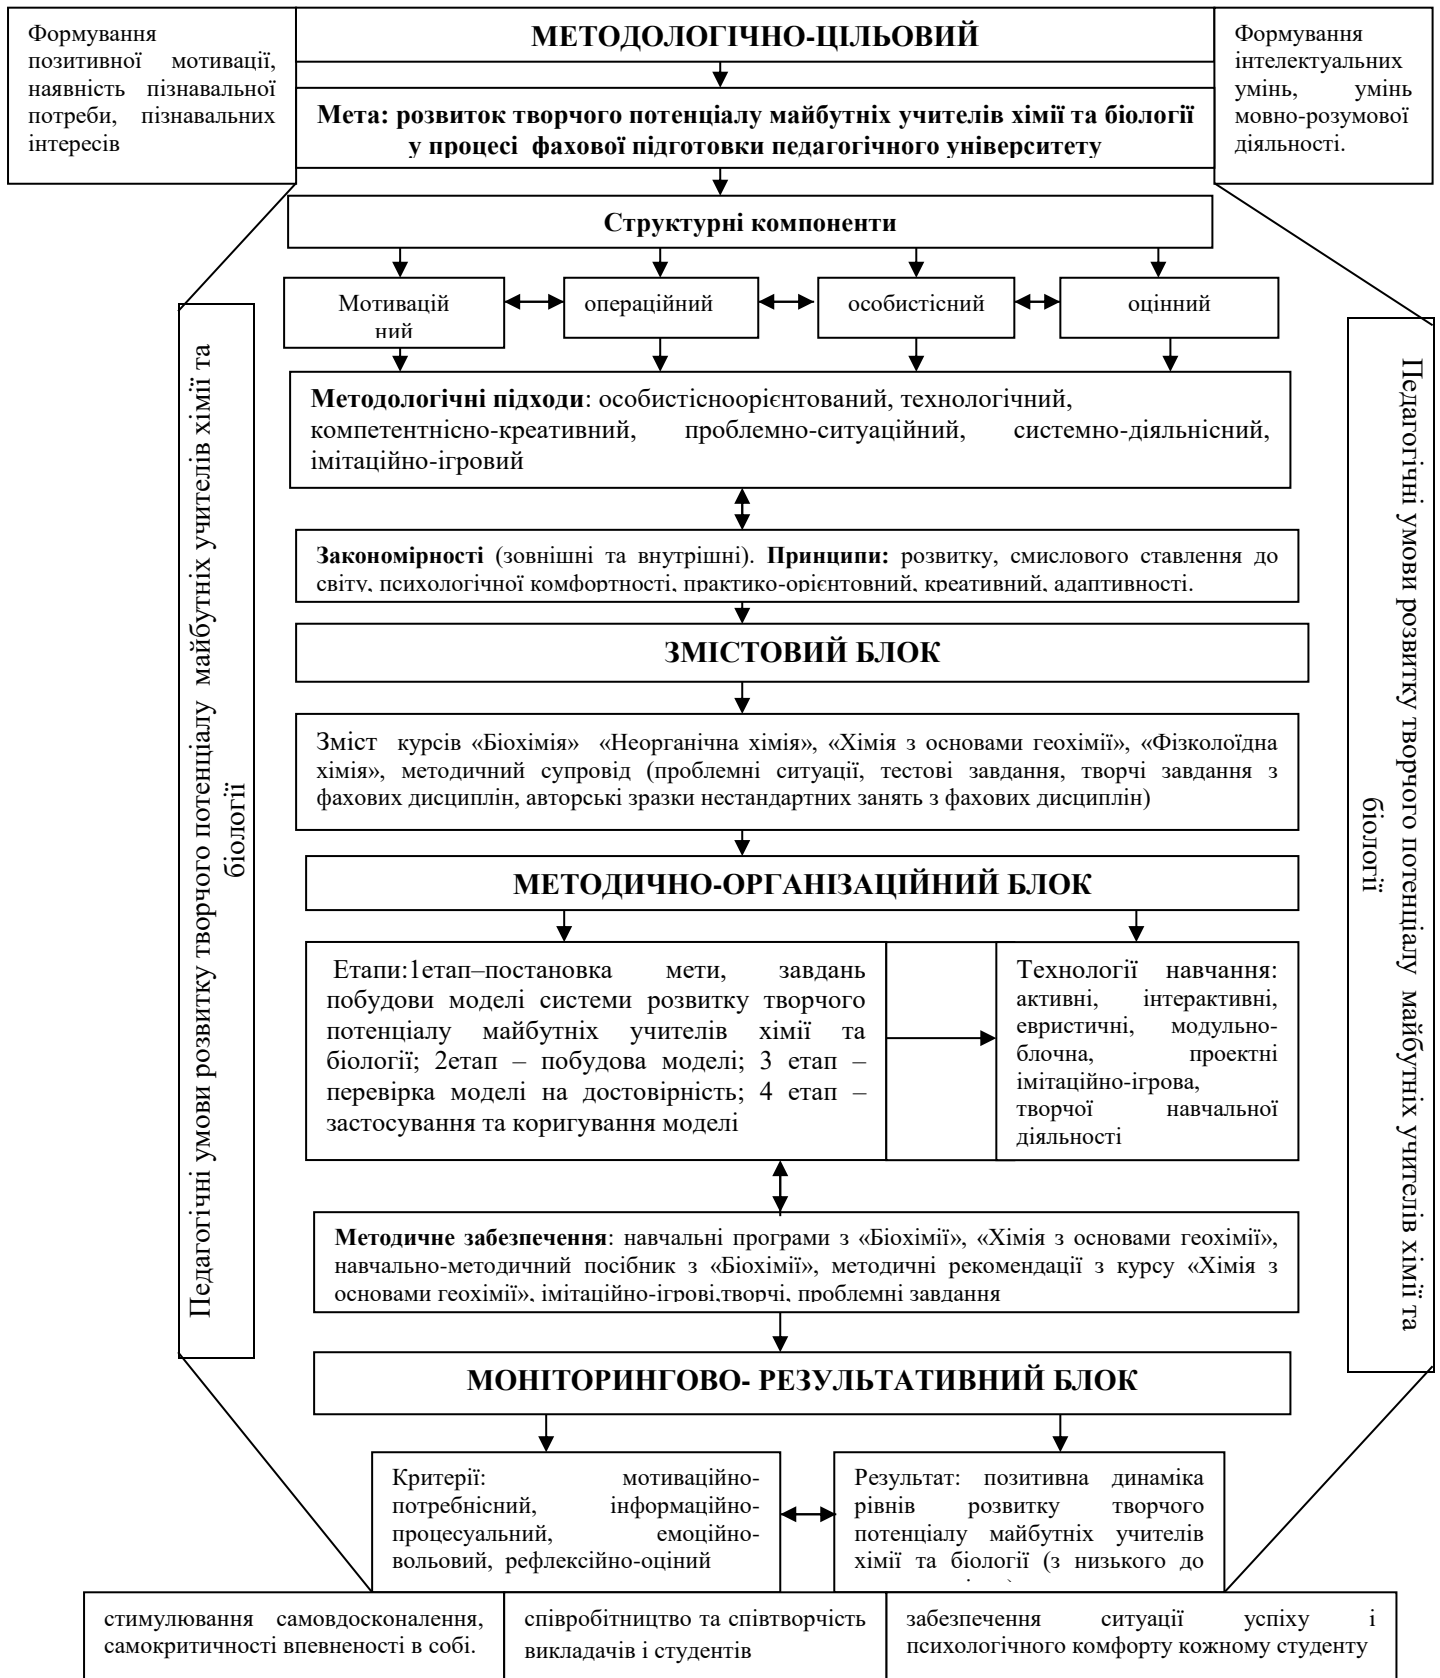 Формування
позитивної мотивації,
наявність пізнавальної
потреби, пізнавальних
інтересів
МЕТОДОЛОГІЧНО-ЦІЛЬОВИЙ
Формування
інтелектуальних
умінь, умінь
мовно-розумової
діяльності.
Мета: розвиток творчого потенціалу майбутніх учителів хімії та біології
у процесі фахової підготовки педагогічного університету
Структурні компоненти
Мотивацій
ний
операційний
особистісний
оцінний
Методологічні підходи: особистісноорієнтований, технологічний,
компетентнісно-креативний, проблемно-ситуаційний, системно-діяльнісний,
імітаційно-ігровий
Закономірності (зовнішні та внутрішні). Принципи: розвитку, смислового ставлення до
світу, психологічної комфортності, практико-орієнтовний, креативний, адаптивності.
ЗМІСТОВИЙ БЛОК
Зміст курсів «Біохімія» «Неорганічна хімія», «Хімія з основами геохімії», «Фізколоїдна
хімія», методичний супровід (проблемні ситуації, тестові завдання, творчі завдання з
фахових дисциплін, авторські зразки нестандартних занять з фахових дисциплін)
МЕТОДИЧНО-ОРГАНІЗАЦІЙНИЙ БЛОК
Етапи:1етап–постановка мети, завдань
побудови моделі системи розвитку творчого
потенціалу майбутніх учителів хімії та
біології; 2етап – побудова моделі; 3 етап –
перевірка моделі на достовірність; 4 етап –
застосування та коригування моделі
Технології навчання:
активні, інтерактивні,
евристичні, модульно-
блочна, проектні
імітаційно-ігрова,
творчої навчальної
діяльності
Методичне забезпечення: навчальні програми з «Біохімії», «Хімія з основами геохімії»,
навчально-методичний посібник з «Біохімії», методичні рекомендації з курсу «Хімія з
основами геохімії», імітаційно-ігрові,творчі, проблемні завдання
МОНІТОРИНГОВО- РЕЗУЛЬТАТИВНИЙ БЛОК
Критерії: мотиваційно-
потребнісний, інформаційно-
процесуальний, емоційно-
вольовий, рефлексійно-оціний
Результат: позитивна динаміка
рівнів розвитку творчого
потенціалу майбутніх учителів
хімії та біології (з низького до
Педагогічні умови розвитку творчого потенціалу майбутніх учителів хімії та
біології
Педагогічні умови розвитку творчого потенціалу майбутніх учителів хімії та
біології
стимулювання самовдосконалення,
самокритичності впевненості в собі.
співробітництво та співтворчість
викладачів і студентів
забезпечення ситуації успіху і
психологічного комфорту кожному студенту